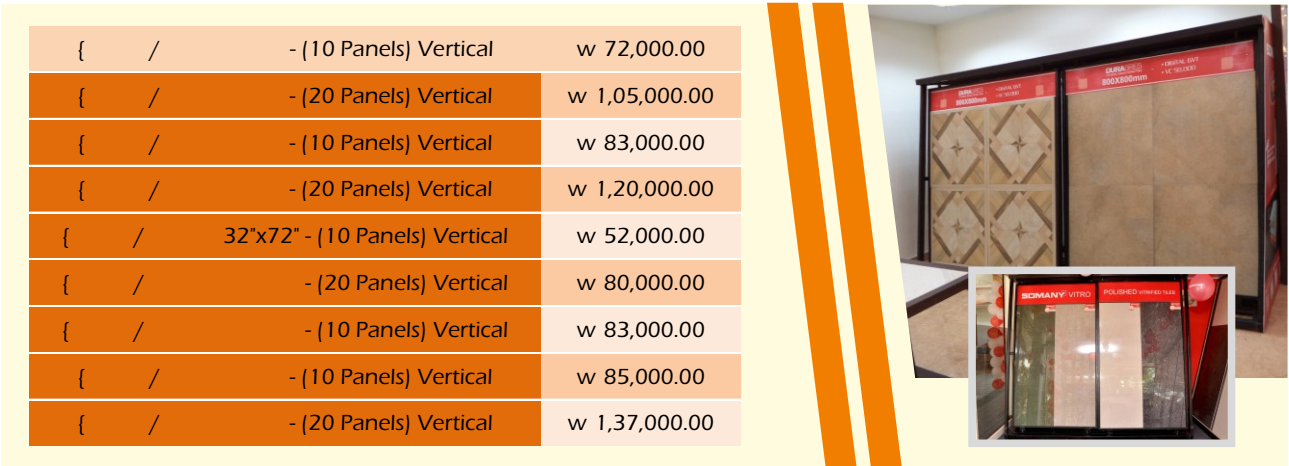 { / - (10 Panels) Vertical w 72,000.00
{ / - (20 Panels) Vertical w 1,05,000.00
{ / - (10 Panels) Vertical w 83,000.00
{ / - (20 Panels) Vertical w 1,20,000.00
{ / 32"x72" - (10 Panels) Vertical w 52,000.00
{ / - (20 Panels) Vertical w 80,000.00
{ / - (10 Panels) Vertical w 83,000.00
{ / - (10 Panels) Vertical w 85,000.00
{ / - (20 Panels) Vertical w 1,37,000.00
800X800mm
800X800mm
SOMANY VITRO
POLISHED VITRIFIED